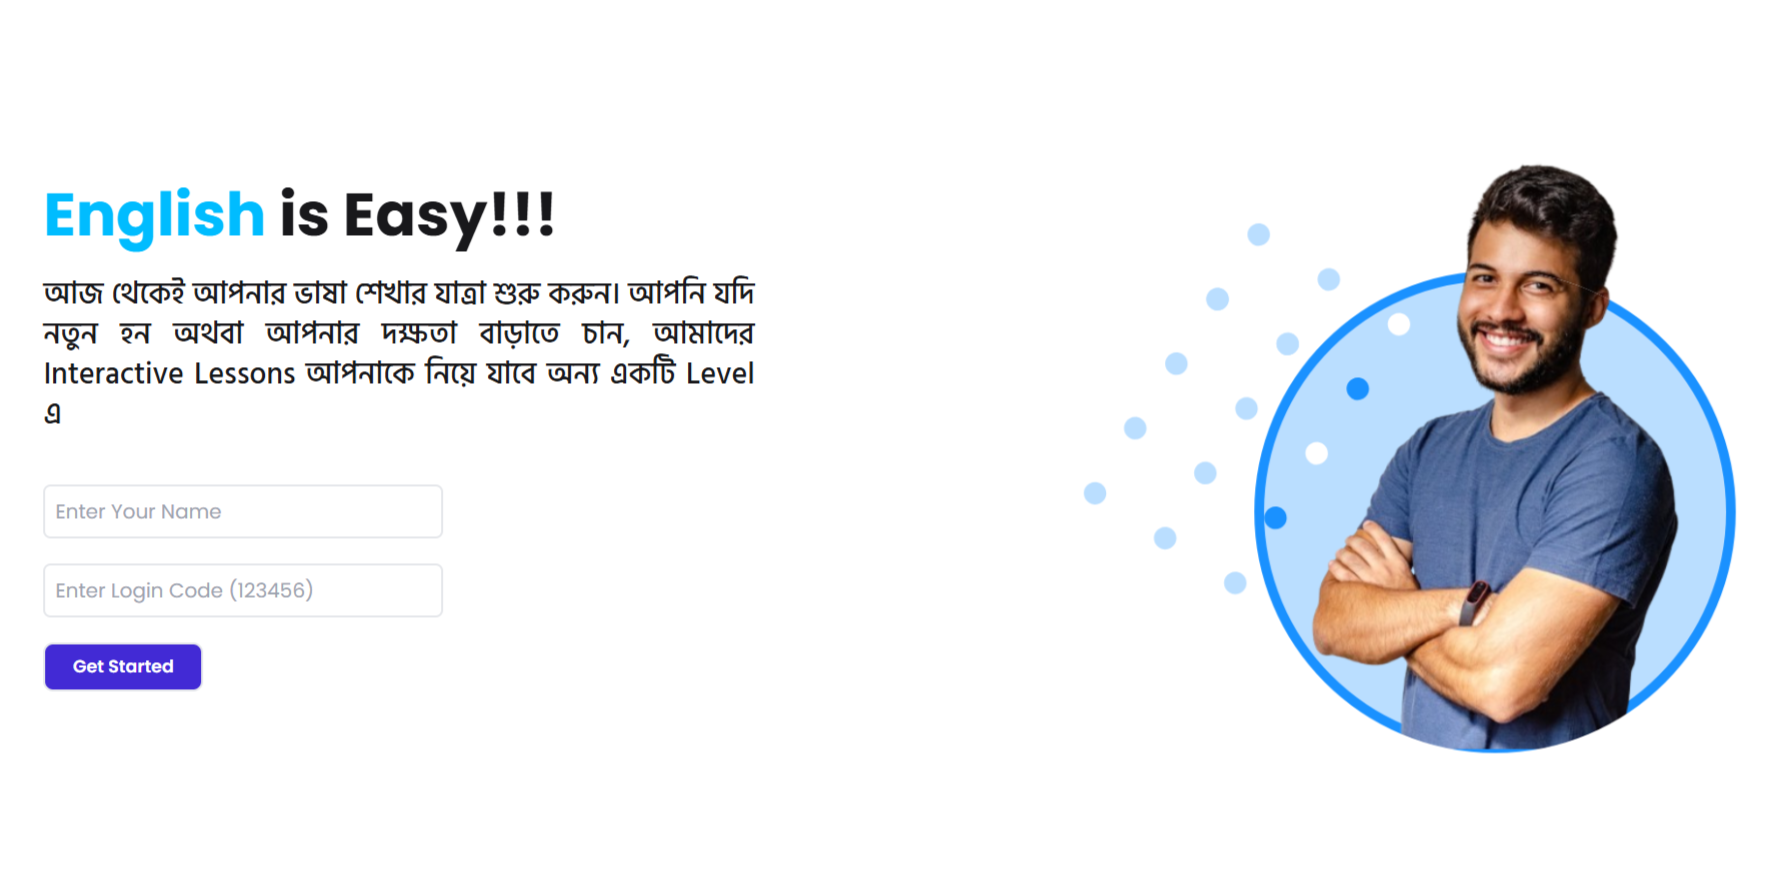 English is Easy!!!
আজ থেকেই আপনার ভাষা শেখার যাত্রা শুরু করুন। আপনি যদি
নতুন হন অথবা আপনার দক্ষতা বাড়াতে চান, আমাদের
Interactive Lessons আপনাকে নিয়ে যাবে অন্য একটি Level
এ
Enter Your Name
Enter Login Code (123456)
Get Started